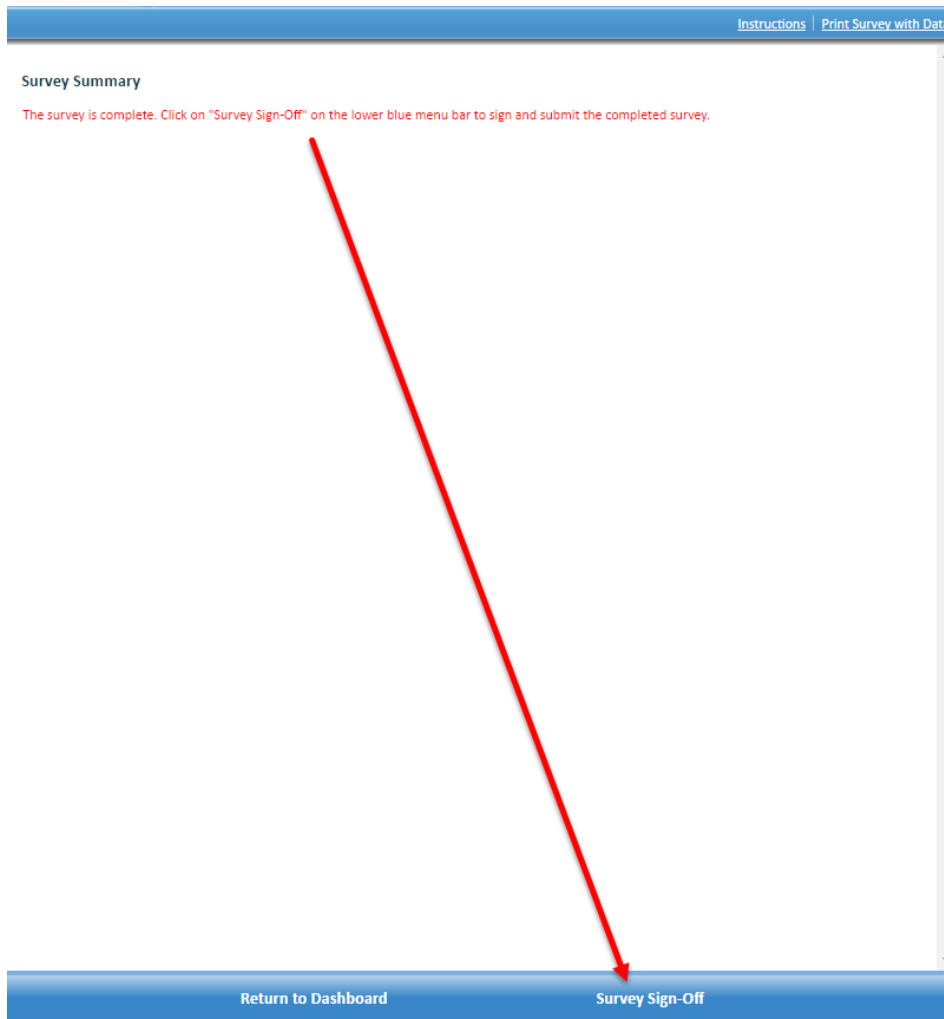 Instructions Print Survey with Dat
Survey Summary
The survey is complete. Click on "Survey Sign-Off" on the lower blue menu bar to sign and submit the completed survey.
Return to Dashboard Survey Sign-Off